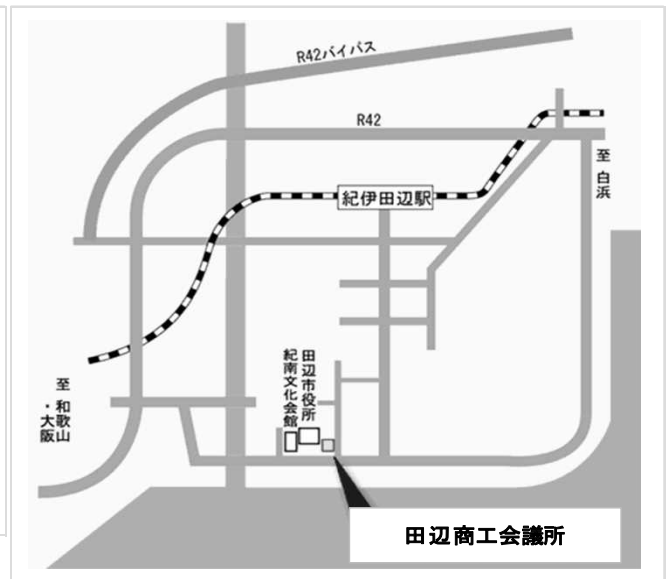 R42バイパス
R42
至 白浜
紀伊田辺駅
田辺市役所
紀南文化会館
至 和歌山
・大阪
田辺商工会議所